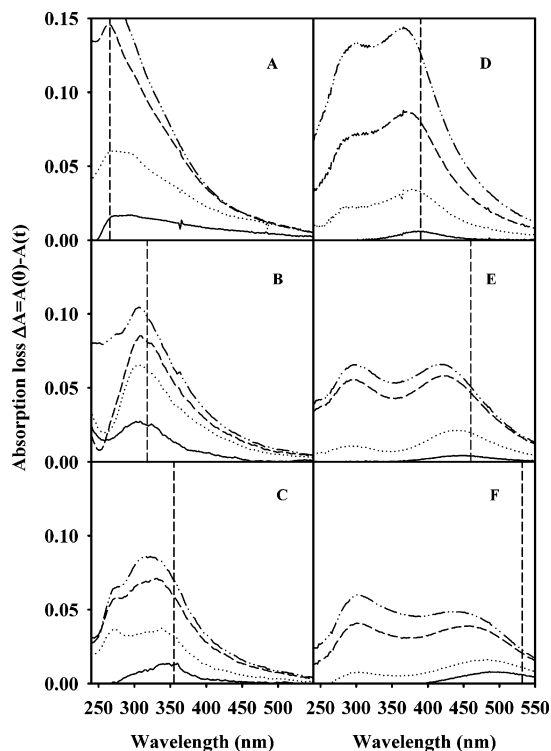 0.15
A
D
0.10
0.05
0.00
B
E
0.10
0.05
0.00
C
F
0.10
0.05
0.00
250 300 350 400 450 500
250 300 350 400 450 500 550
Wavelength (nm)
Wavelength (nm)
Absorption loss ΔA=A(0)-A(t)